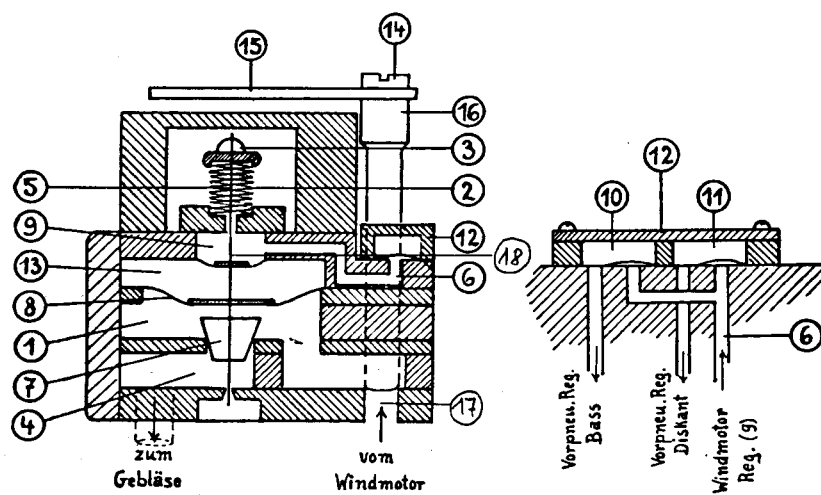 14
15
16
3
5
2
9
12
18
13
6
8
1
7
4
17
zum
Gebläse
vom
Windmotor
12
10
11
6
Vorpneu.Reg.
Bass
Vorpneu.Reg.
Diskant
Windmotor
Reg. (9)